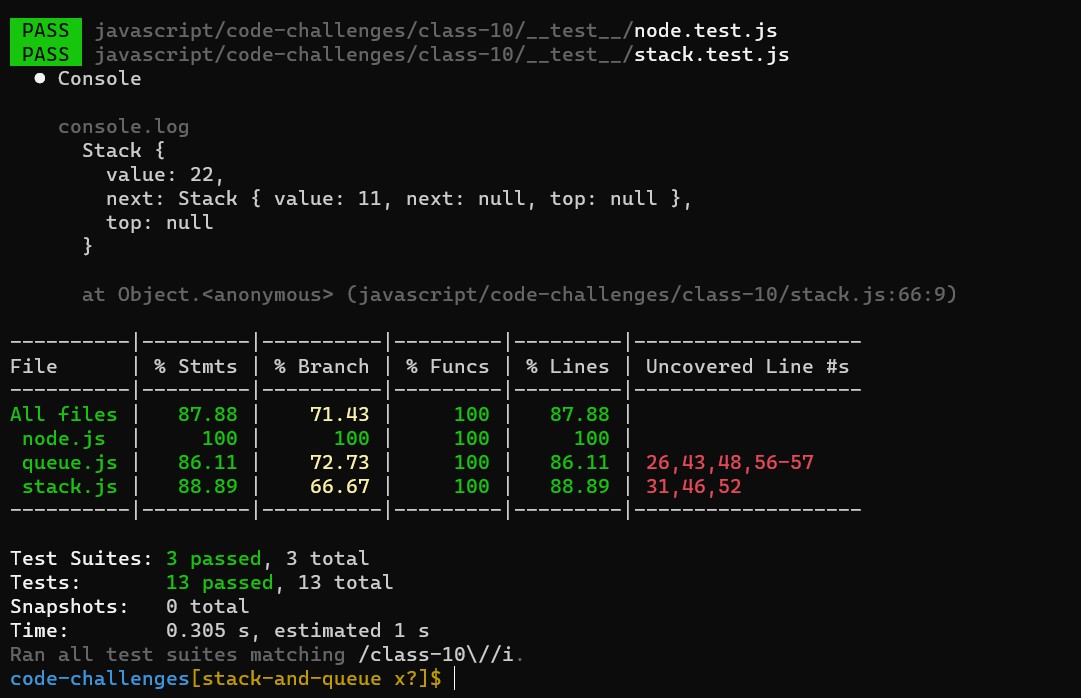 PASS javascript/code-challenges/class-10/__test__/node.test.js
PASS javascript/code-challenges/class-10/__test__/stack.test.js
● Console
console.log
Stack {
value: 22,
next: Stack { value: 11, next: null, top: null },
top: null
}
at Object.<anonymous> (javascript/code-challenges/class-10/stack.js:66:9)
----------|---------|----------|---------|---------|-------------------
File | % Stmts | % Branch | % Funcs | % Lines | Uncovered Line #s
----------|---------|----------|---------|---------|-------------------
All files | 87.88 | 71.43 | 100 | 87.88 |
node.js | 100 | 100 | 100 | 100 |
queue.js | 86.11 | 72.73 | 100 | 86.11 | 26,43,48,56-57
stack.js | 88.89 | 66.67 | 100 | 88.89 | 31,46,52
----------|---------|----------|---------|---------|-------------------
Test Suites: 3 passed, 3 total
Tests: 13 passed, 13 total
Snapshots: 0 total
Time: 0.305 s, estimated 1 s
Ran all test suites matching /class-10\//i.
code-challenges[stack-and-queue x?]$